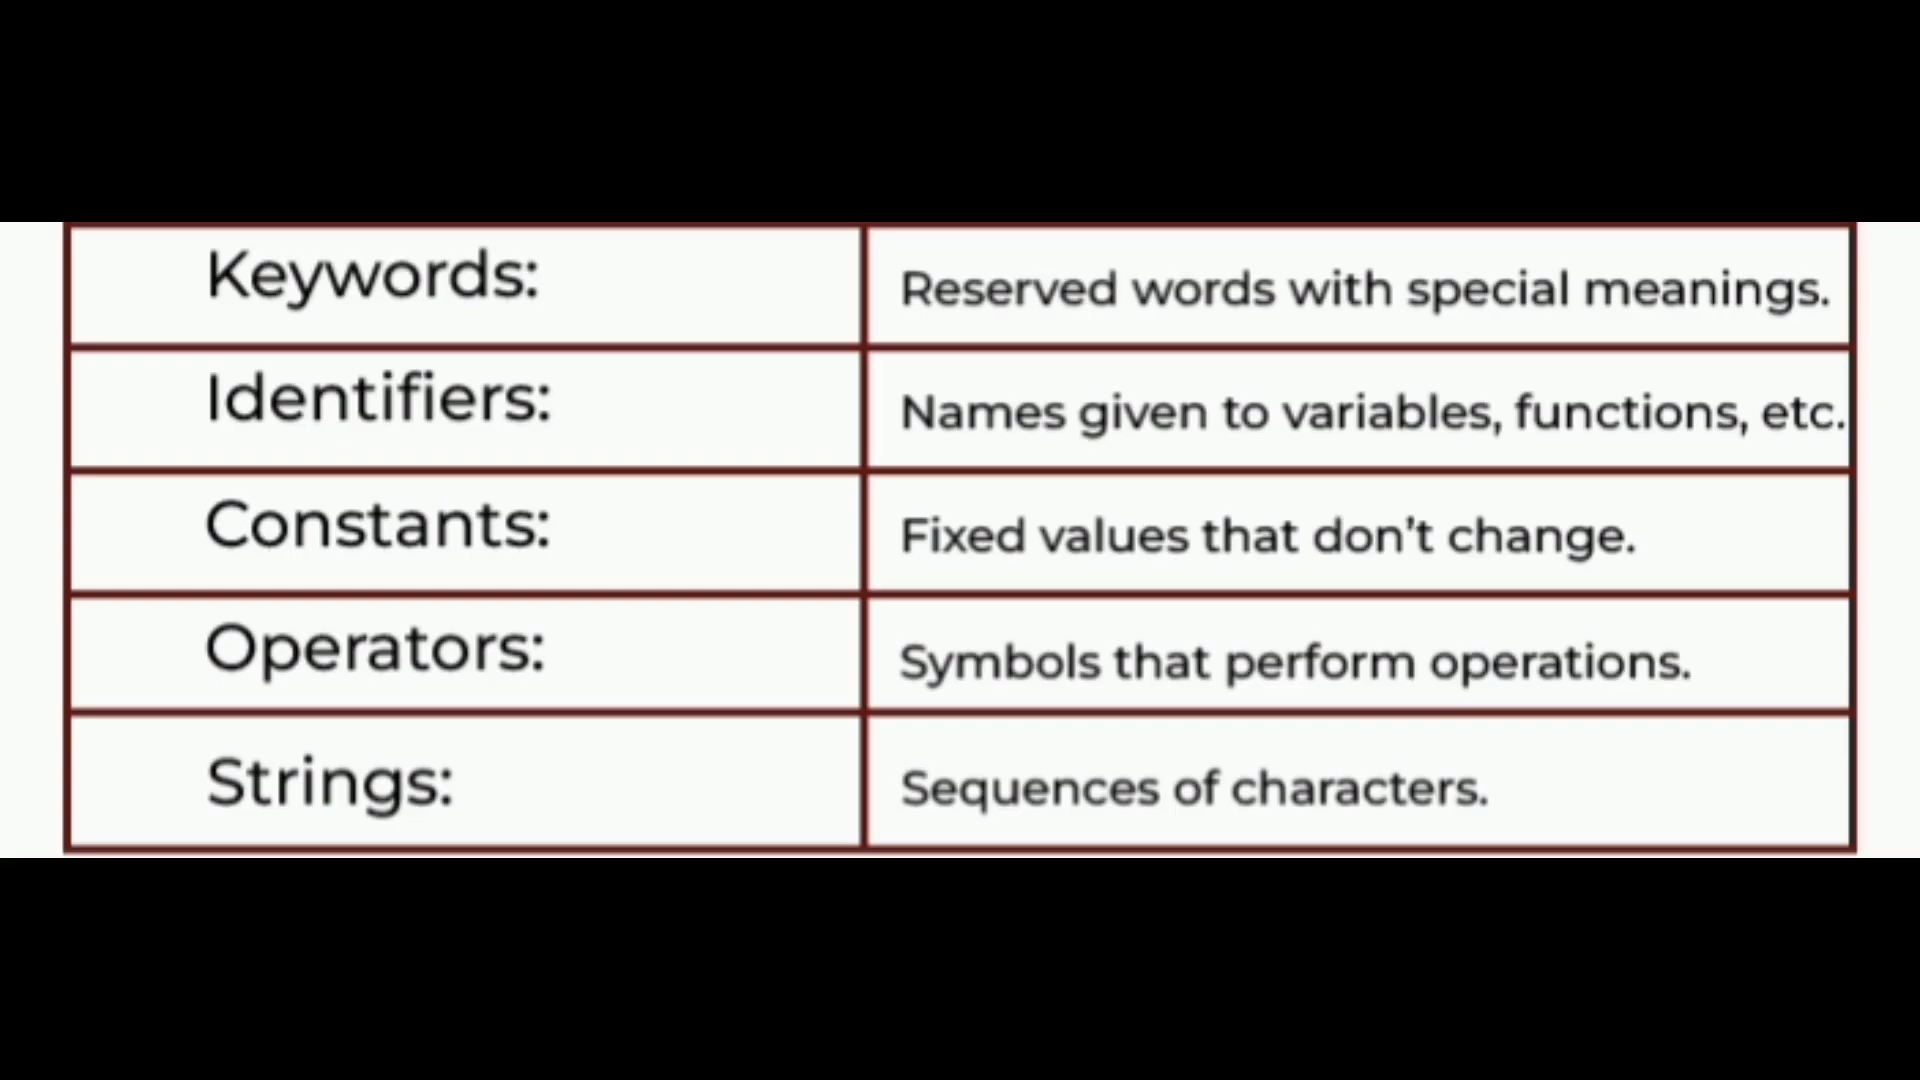 Keywords: Reserved words with special meanings.
Identifiers: Names given to variables, functions, etc.
Constants: Fixed values that don’t change.
Operators: Symbols that perform operations.
Strings: Sequences of characters.